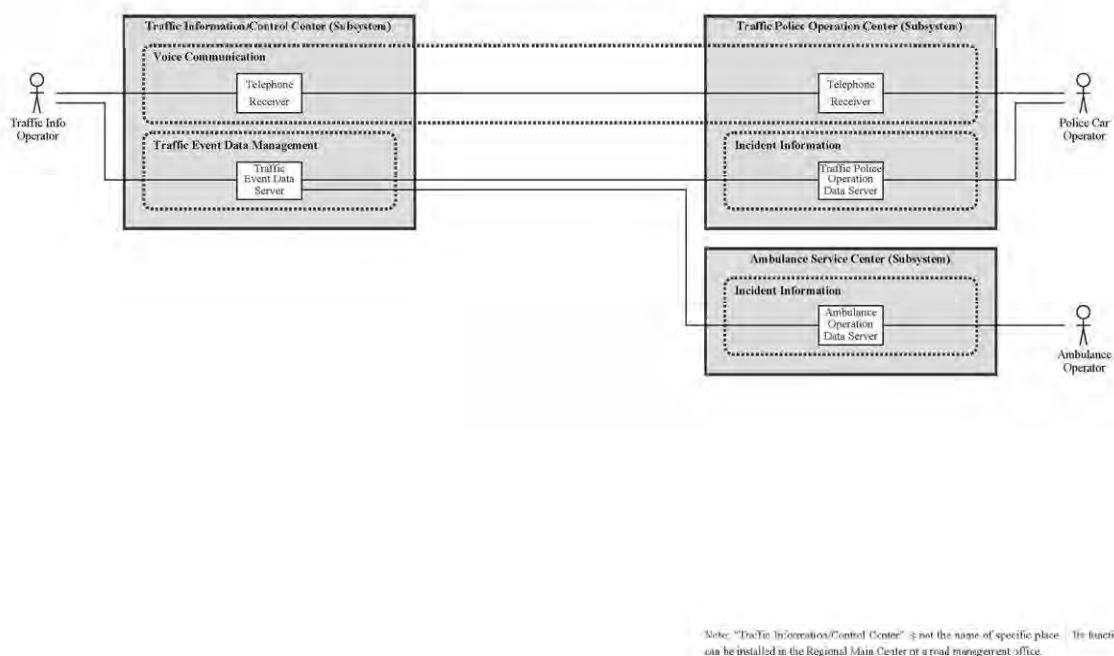 Traffic Information/Control Center (Subsystem)
Voice Communication
Telephone
Receiver
Traffic Info
Operator
Traffic Event Data Management
Traffic
Event Data
Server
Traffic Police Operation Center (Subsystem)
Telephone
Receiver
Police Car
Operator
Incident Information
Traffic Police
Operation
Data Server
Ambulance Service Center (Subsystem)
Incident Information
Ambulance
Operation
Data Server
Ambulance
Operator
Note: "Traffic Information/Control Center" is not the name of specific place. Its functi
can be installed in the Regional Main Center or a road management office.